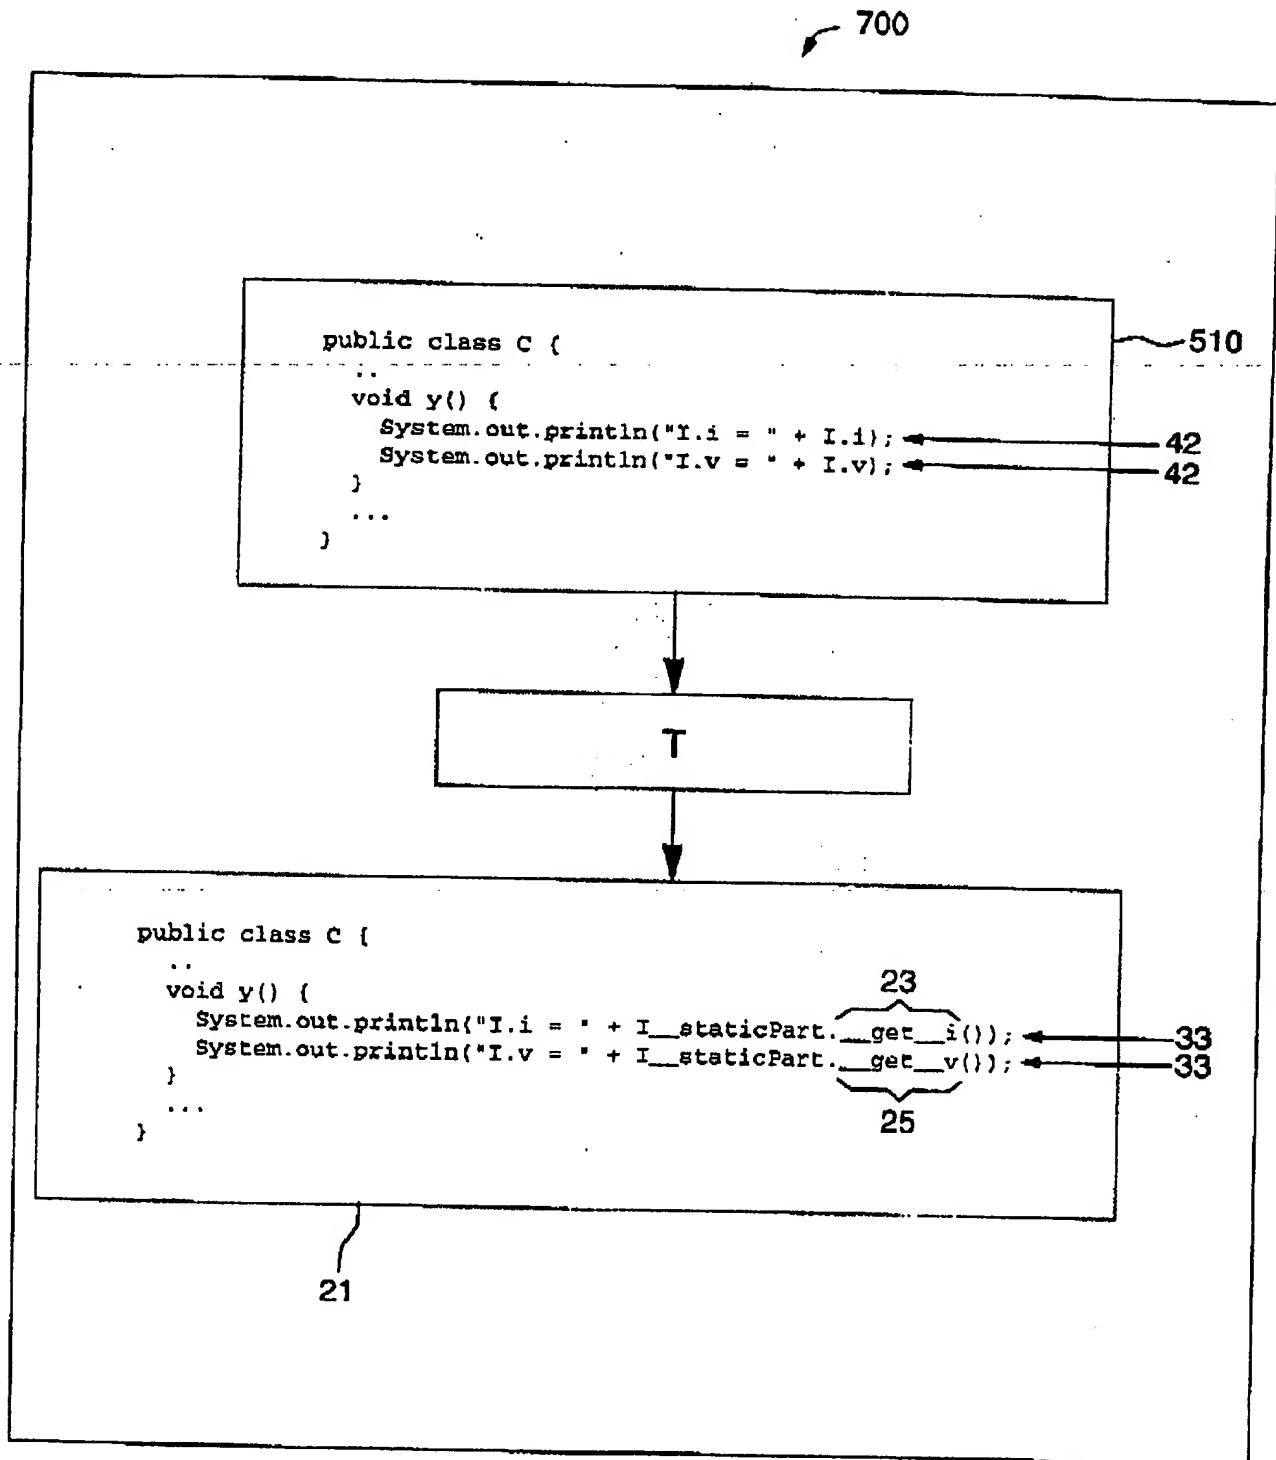 700
public class C {
510
..
void y() {
System.out.println("I.i = " + I.i);
42
System.out.println("I.v = " + I.v);
42
}
...
}
T
public class C {
..
void y() {
23
System.out.println("I.i = " + I__staticPart.__get__i());
33
System.out.println("I.v = " + I__staticPart.__get__v());
33
}
25
...
}
21